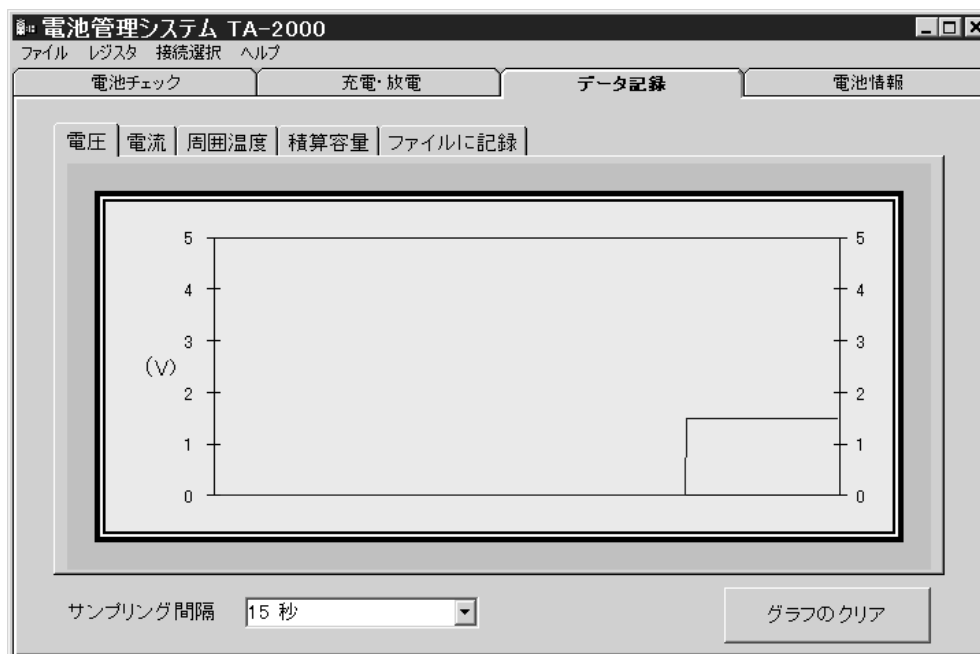 電池管理システム TA-2000
ファイル レジスタ 接続選択 ヘルプ
電池チェック 充電・放電 データ記録 電池情報
電圧 電流 周囲温度 積算容量 ファイルに記録
5 5
4 4
3 3
(V)
2 2
1 1
0 0
サンプリング間隔 15 秒 グラフのクリア